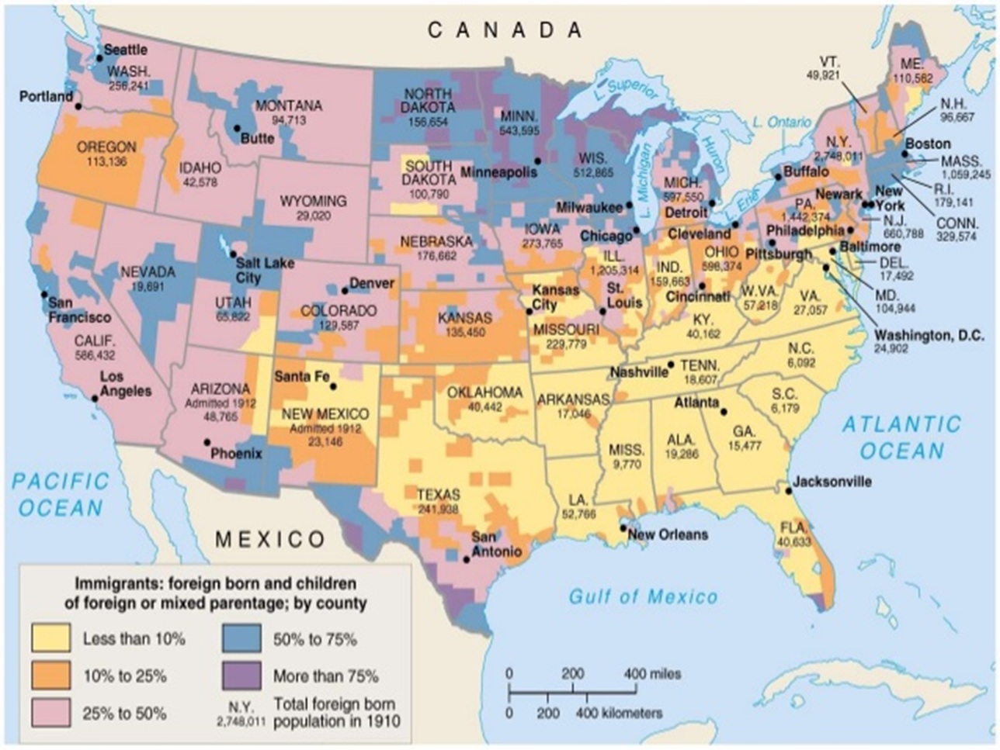 CANADA
Seattle
WASH.
256,241
Portland
OREGON
113,136
IDAHO
42,578
MONTANA
94,713
Butte
WYOMING
29,020
NORTH
DAKOTA
156,654
SOUTH
DAKOTA
100,790
MINN.
543,595
Minneapolis
WIS.
512,865
Milwaukee
L. Superior
L. Michigan
L. Huron
L. Ontario
L. Erie
MICH.
597,550
Detroit
VT.
49,921
ME.
110,562
N.H.
96,667
Boston
MASS.
1,059,245
R.I.
179,141
CONN.
329,574
N.Y.
2,748,011
Buffalo
Newark
New
York
N.J.
660,788
PA.
1,442,374
Philadelphia
Pittsburgh
Baltimore
DEL.
17,492
MD.
104,944
Washington, D.C.
24,902
Cleveland
OHIO
598,374
Cincinnati
IND.
159,663
Chicago
ILL.
1,205,314
IOWA
273,765
NEBRASKA
176,662
NEVADA
19,691
Salt Lake
City
UTAH
65,822
Denver
COLORADO
129,587
KANSAS
135,450
Kansas
City
St.
Louis
MISSOURI
229,779
W.VA.
57,218
VA.
27,057
KY.
40,162
N.C.
6,092
Nashville
TENN.
18,607
S.C.
6,179
San
Francisco
CALIF.
586,432
Los
Angeles
ARIZONA
Admitted 1912
48,765
Phoenix
Santa Fe
NEW MEXICO
Admitted 1912
23,146
OKLAHOMA
40,442
ARKANSAS
17,046
Atlanta
GA.
15,477
ALA.
19,286
MISS.
9,770
TEXAS
241,938
San
Antonio
LA.
52,766
New Orleans
Jacksonville
FLA.
40,633
PACIFIC
OCEAN
ATLANTIC
OCEAN
MEXICO
Gulf of Mexico
Immigrants: foreign born and children
of foreign or mixed parentage; by county
Less than 10%
10% to 25%
25% to 50%
50% to 75%
More than 75%
N.Y.
2,748,011
Total foreign born
population in 1910
0 200 400 miles
0 200 400 kilometers